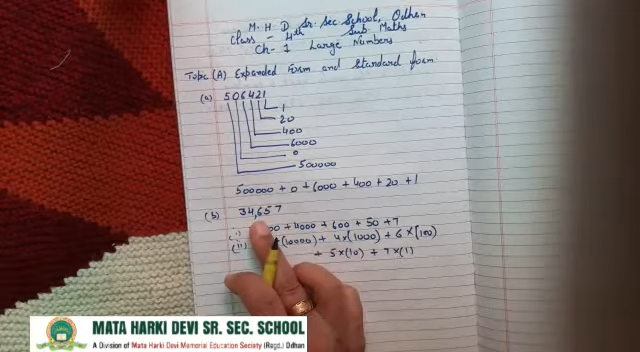 M. H. D Sr. Sec School, Odhan
Class - 4th Sub Maths
Ch-1 Large Numbers
Topic (A) Expanded Form and Standard form
(a) 506421
1
20
400
6000
0
500000
500000 + 0 + 6000 + 400 + 20 + 1
(b) 34,657
(i) 00 + 4000 + 600 + 50 + 7
(ii) ×(10000) + 4×(1000) + 6×(100)
+ 5×(10) + 7×(1)
MATA HARKI DEVI SR. SEC. SCHOOL
A Division of Mata Harki Devi Memorial Education Society (Regd.) Odhan